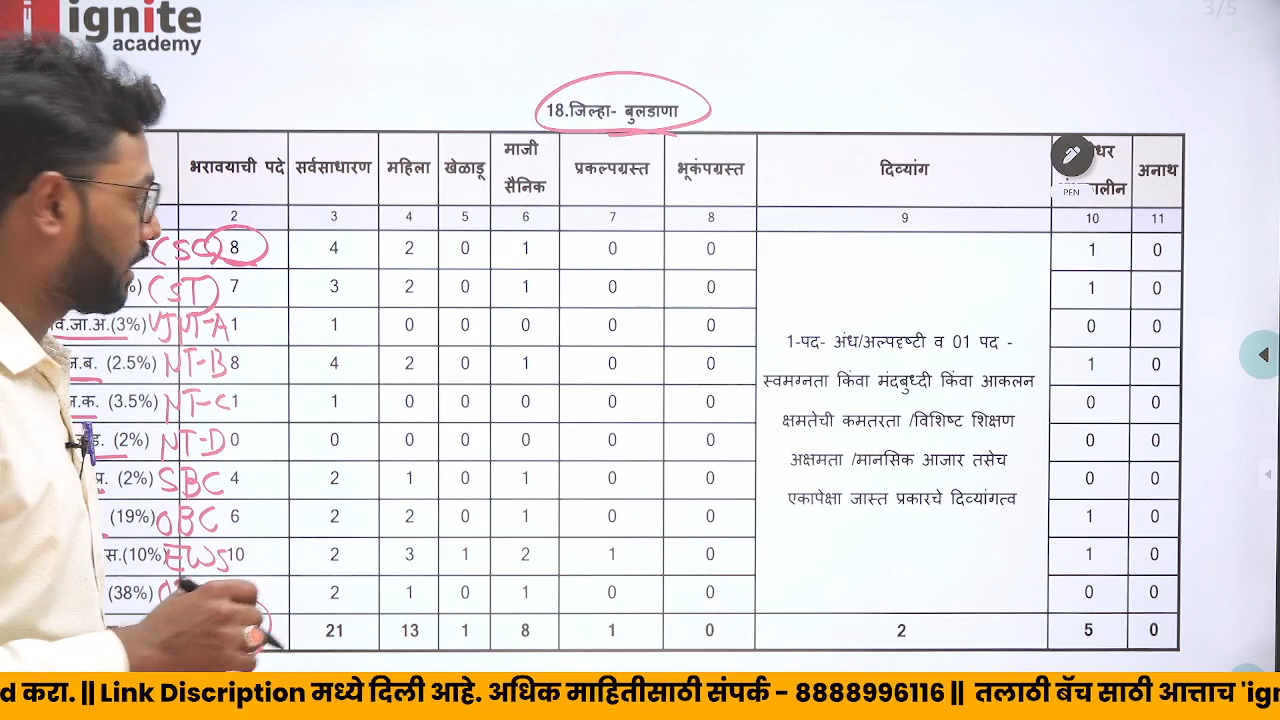 3/5
ignite
academy
18.जिल्हा- बुलडाणा
भरावयाची पदे सर्वसाधारण महिला खेळाडू माजी सैनिक प्रकल्पग्रस्त भूकंपग्रस्त दिव्यांग अनाथ
PEN
2 3 4 5 6 7 8 9 10 11
(SC) 8 4 2 0 1 0 0 1 0
%) (ST) 7 3 2 0 1 0 0 1 0
वि.जा.अ.(3%) VJNT-A 1 1 0 0 0 0 0 0 0
ज.ब. (2.5%) NT-B 8 4 2 0 1 0 0 1 0
ज.क. (3.5%) NT-C 1 1 0 0 0 0 0 0 0
(2%) NT-D 0 0 0 0 0 0 0 0 0
प्र. (2%) SBC 4 2 1 0 1 0 0 0 0
(19%) OBC 6 2 2 0 1 0 0 1 0
स.(10%) EWS 10 2 3 1 2 1 0 1 0
(38%) 2 1 0 1 0 0 0 0
21 13 1 8 1 0 2 5 0
1-पद- अंध/अल्पदृष्टी व 01 पद -
स्वमग्नता किंवा मंदबुध्दी किंवा आकलन
क्षमतेची कमतरता /विशिष्ट शिक्षण
अक्षमता /मानसिक आजार तसेच
एकापेक्षा जास्त प्रकारचे दिव्यांगत्व
d करा. || Link Discription मध्ये दिली आहे. अधिक माहितीसाठी संपर्क - 8888996116 || तलाठी बॅच साठी आत्ताच 'ign